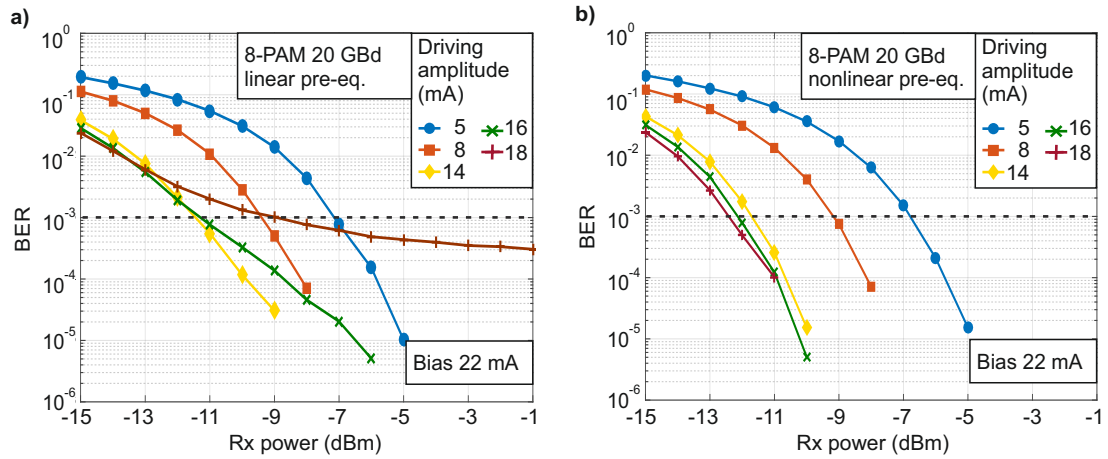 a)
8-PAM 20 GBd
linear pre-eq.
Driving
amplitude
(mA)
5
16
8
18
14
BER
10^0
10^-1
10^-2
10^-3
10^-4
10^-5
10^-6
Bias 22 mA
-15 -13 -11 -9 -7 -5 -3 -1
Rx power (dBm)
b)
8-PAM 20 GBd
nonlinear pre-eq.
Driving amplitude
(mA)
5
16
8
18
14
BER
10^0
10^-1
10^-2
10^-3
10^-4
10^-5
10^-6
Bias 22 mA
-15 -13 -11 -9 -7 -5 -3 -1
Rx power (dBm)